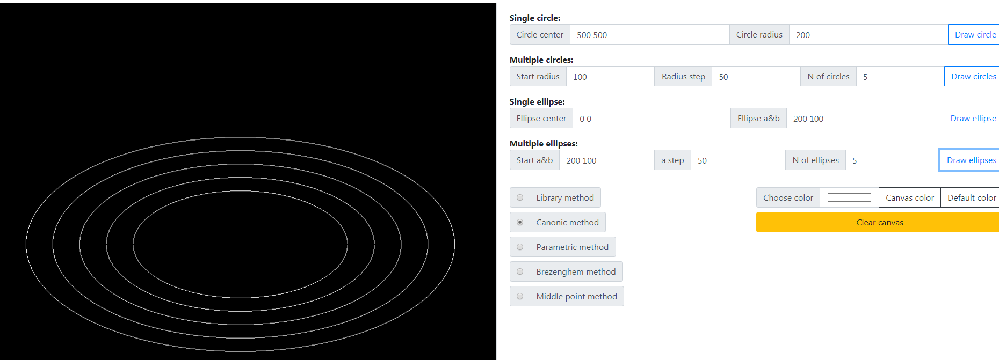 Single circle:
Circle center 500 500 Circle radius 200 Draw circle
Multiple circles:
Start radius 100 Radius step 50 N of circles 5 Draw circles
Single ellipse:
Ellipse center 0 0 Ellipse a&b 200 100 Draw ellipse
Multiple ellipses:
Start a&b 200 100 a step 50 N of ellipses 5 Draw ellipses
Library method Choose color Canvas color Default color
Canonic method Clear canvas
Parametric method
Brezenghem method
Middle point method